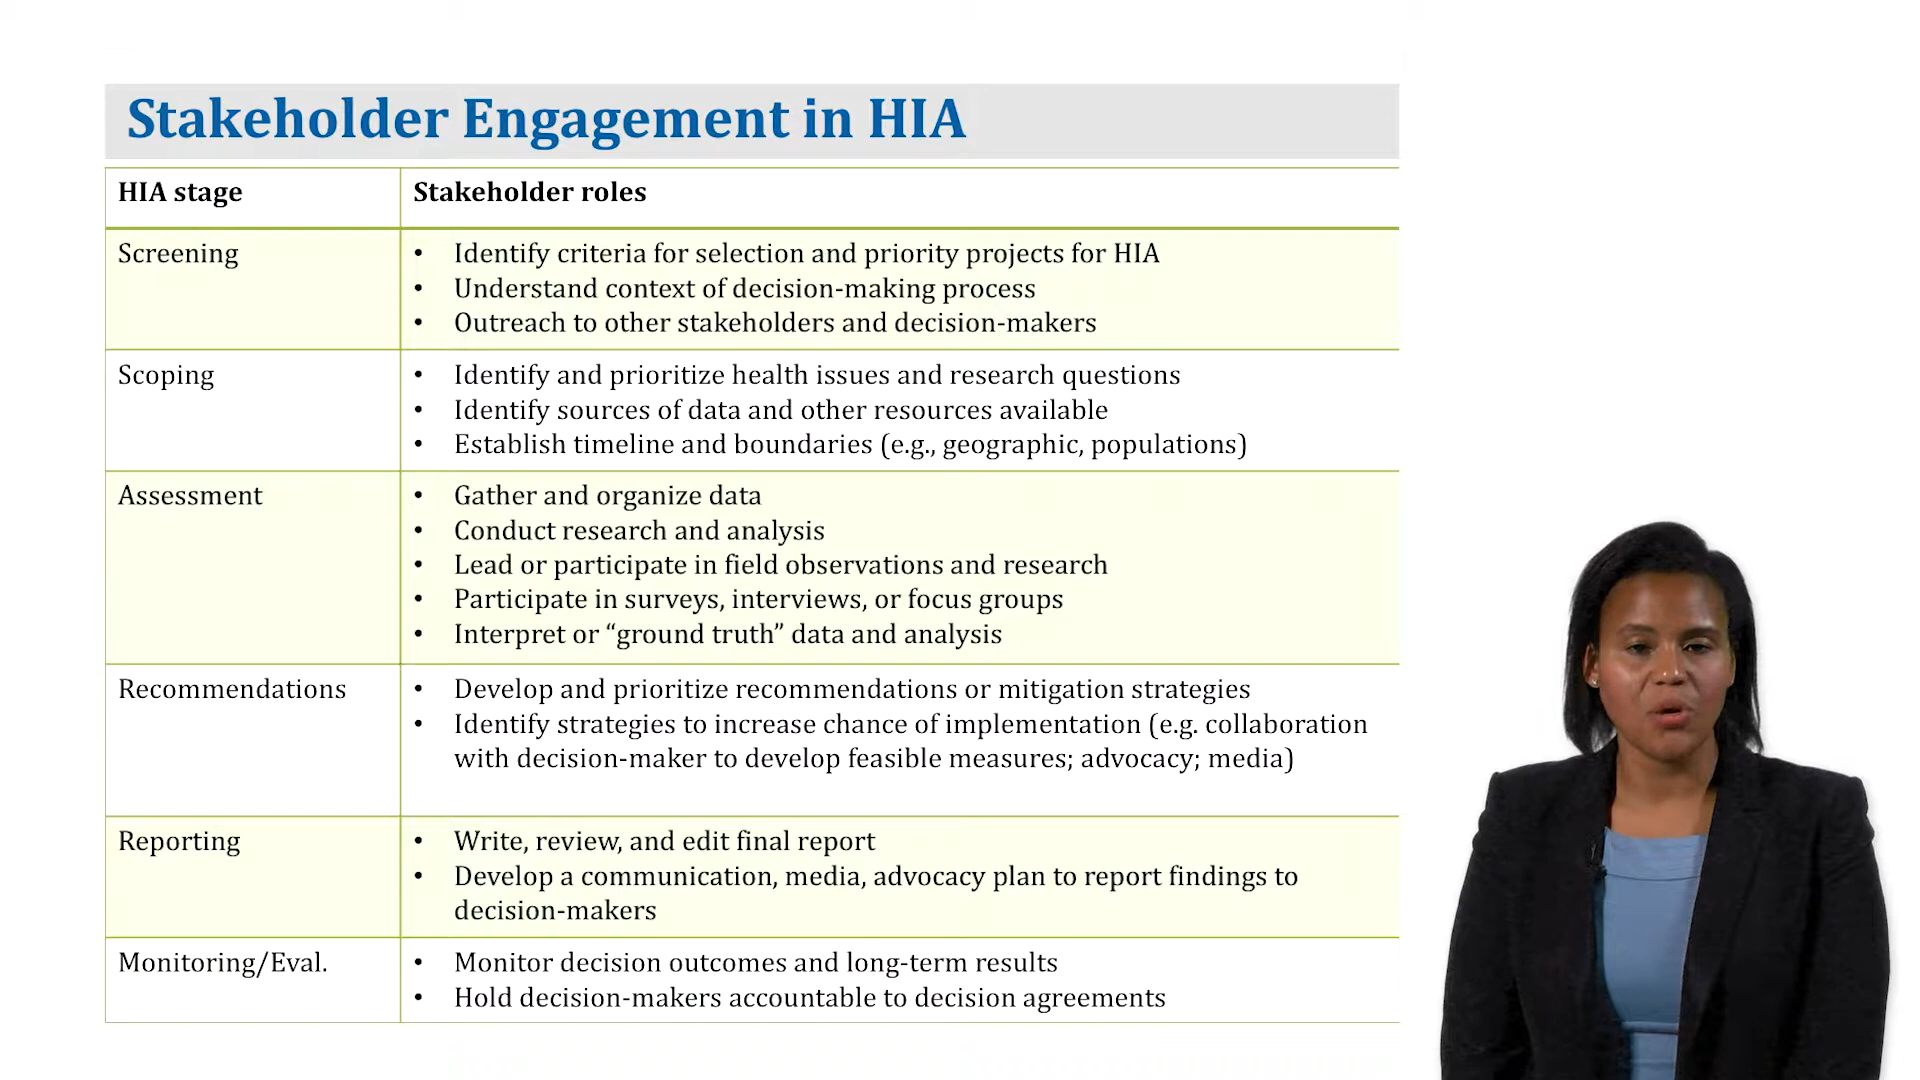 Stakeholder Engagement in HIA
HIA stage
Stakeholder roles
Screening
• Identify criteria for selection and priority projects for HIA
• Understand context of decision-making process
• Outreach to other stakeholders and decision-makers
Scoping
• Identify and prioritize health issues and research questions
• Identify sources of data and other resources available
• Establish timeline and boundaries (e.g., geographic, populations)
Assessment
• Gather and organize data
• Conduct research and analysis
• Lead or participate in field observations and research
• Participate in surveys, interviews, or focus groups
• Interpret or “ground truth” data and analysis
Recommendations
• Develop and prioritize recommendations or mitigation strategies
• Identify strategies to increase chance of implementation (e.g. collaboration
with decision-maker to develop feasible measures; advocacy; media)
Reporting
• Write, review, and edit final report
• Develop a communication, media, advocacy plan to report findings to
decision-makers
Monitoring/Eval.
• Monitor decision outcomes and long-term results
• Hold decision-makers accountable to decision agreements